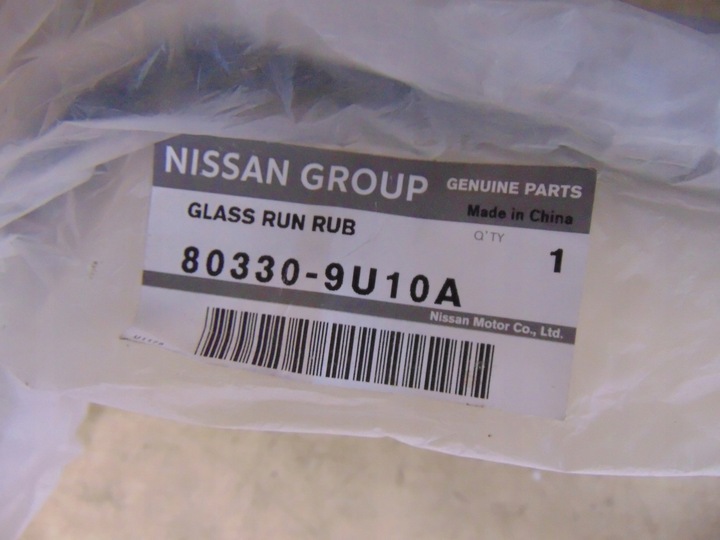 NISSAN GROUP GENUINE PARTS
Made in China
GLASS RUN RUB
Q'TY 1
80330-9U10A
Nissan Motor Co., Ltd.